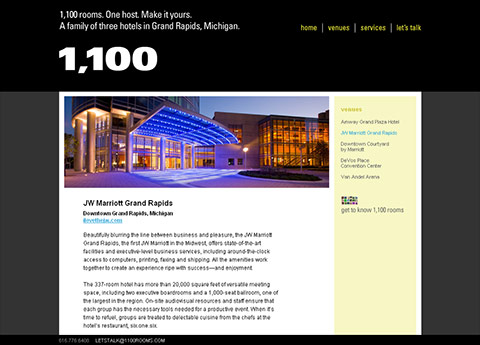 1,100 rooms. One host. Make it yours.
A family of three hotels in Grand Rapids, Michigan.
home | venues | services | let's talk
1,100
JW Marriott Grand Rapids
Downtown Grand Rapids, Michigan
ilovethejw.com
Beautifully blurring the line between business and pleasure, the JW Marriott
Grand Rapids, the first JW Marriott in the Midwest, offers state-of-the-art
facilities and executive-level business services, including around-the-clock
access to computers, printing, faxing and shipping. All the amenities work
together to create an experience ripe with success—and enjoyment.
The 337-room hotel has more than 20,000 square feet of versatile meeting
space, including two executive boardrooms and a 1,000-seat ballroom, one of
the largest in the region. On-site audiovisual resources and staff ensure that
each group has the necessary tools needed for a productive event. When it's
time to refuel, groups are treated to delectable cuisine from the chefs at the
hotel's restaurant, six.one.six.
VENUES
Amway Grand Plaza Hotel
JW Marriott Grand Rapids
Downtown Courtyard
by Marriott
DeVos Place
Convention Center
Van Andel Arena
get to know 1,100 rooms
616.776.6400 LETSTALK@1100ROOMS.COM